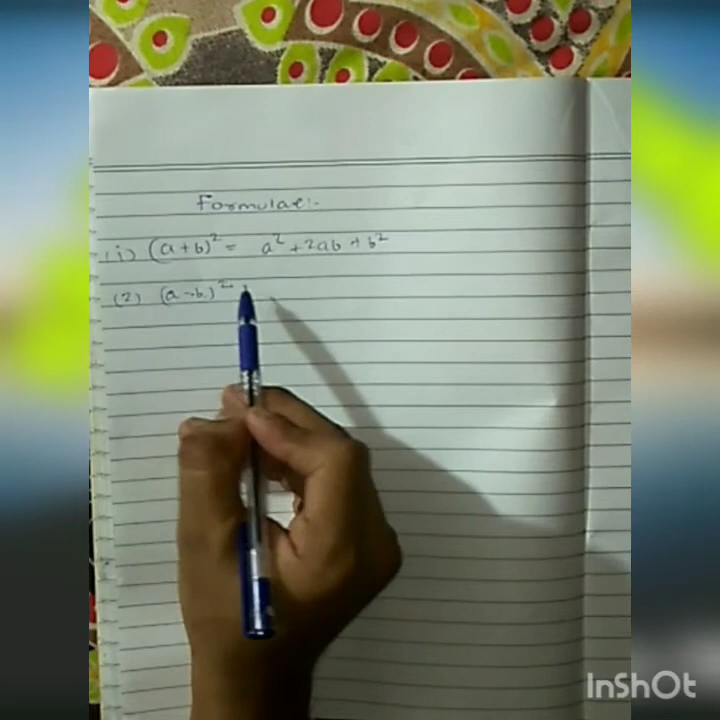 Formulae:-
(1) (a+b)² = a² + 2ab + b²
(2) (a-b)²
InShOt